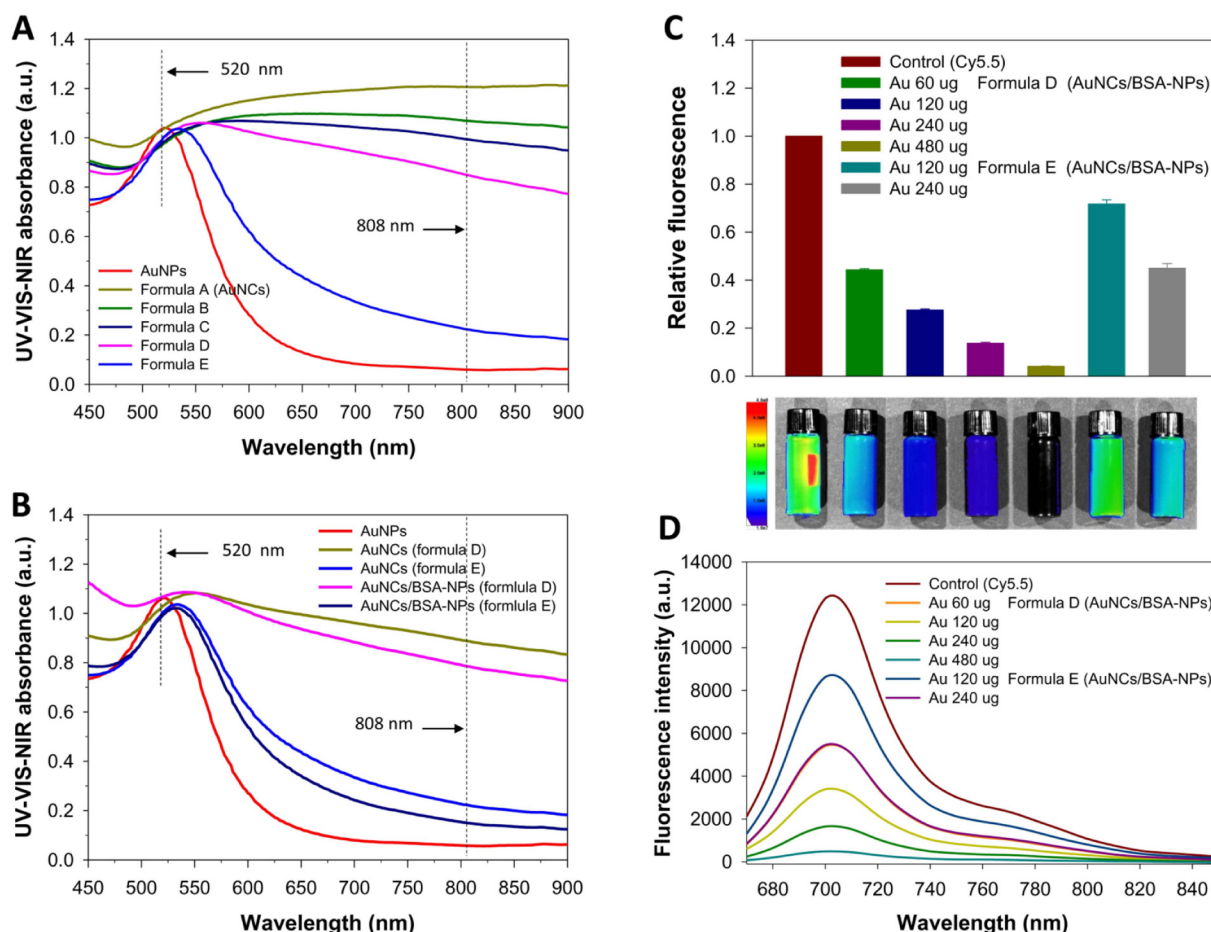 A
UV-VIS-NIR absorbance (a.u.)
1.4
1.2
1.0
0.8
0.6
0.4
0.2
0.0
520 nm
808 nm
AuNPs
Formula A (AuNCs)
Formula B
Formula C
Formula D
Formula E
450 500 550 600 650 700 750 800 850 900
Wavelength (nm)
B
UV-VIS-NIR absorbance (a.u.)
1.4
1.2
1.0
0.8
0.6
0.4
0.2
0.0
520 nm
808 nm
AuNPs
AuNCs (formula D)
AuNCs (formula E)
AuNCs/BSA-NPs (formlula D)
AuNCs/BSA-NPs (formlula E)
450 500 550 600 650 700 750 800 850 900
Wavelength (nm)
C
Relative fluorescence
1.4
1.2
1.0
0.8
0.6
0.4
0.2
0.0
Control (Cy5.5)
Au 60 ug Formula D (AuNCs/BSA-NPs)
Au 120 ug
Au 240 ug
Au 480 ug
Au 120 ug Formula E (AuNCs/BSA-NPs)
Au 240 ug
D
Fluorescence intensity (a.u.)
14000
12000
10000
8000
6000
4000
2000
0
Control (Cy5.5)
Au 60 ug Formula D (AuNCs/BSA-NPs)
Au 120 ug
Au 240 ug
Au 480 ug
Au 120 ug Formula E (AuNCs/BSA-NPs)
Au 240 ug
680 700 720 740 760 780 800 820 840
Wavelength (nm)